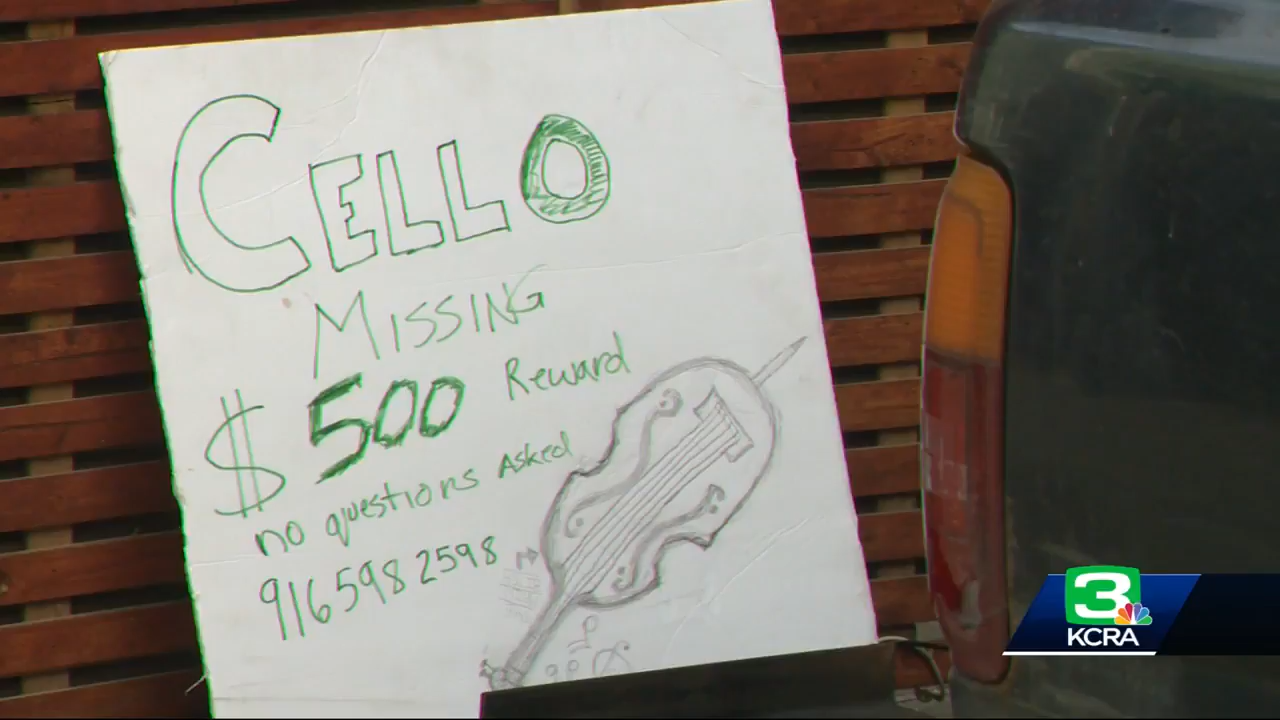 CELLO
MISSING
$500 Reward
no questions Asked
916 598 2598
3
KCRA